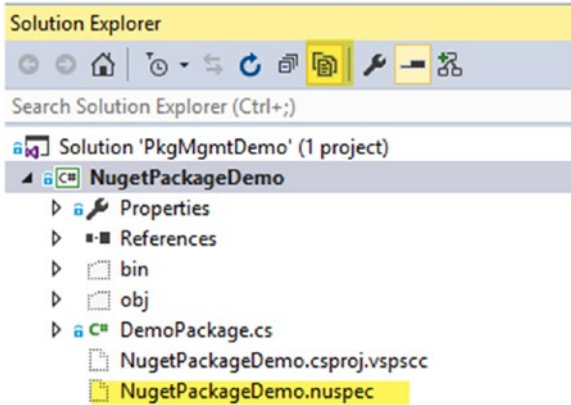 Solution Explorer
Search Solution Explorer (Ctrl+;)
Solution 'PkgMgmtDemo' (1 project)
C# NugetPackageDemo
Properties
References
bin
obj
C# DemoPackage.cs
NugetPackageDemo.csproj.vspscc
NugetPackageDemo.nuspec